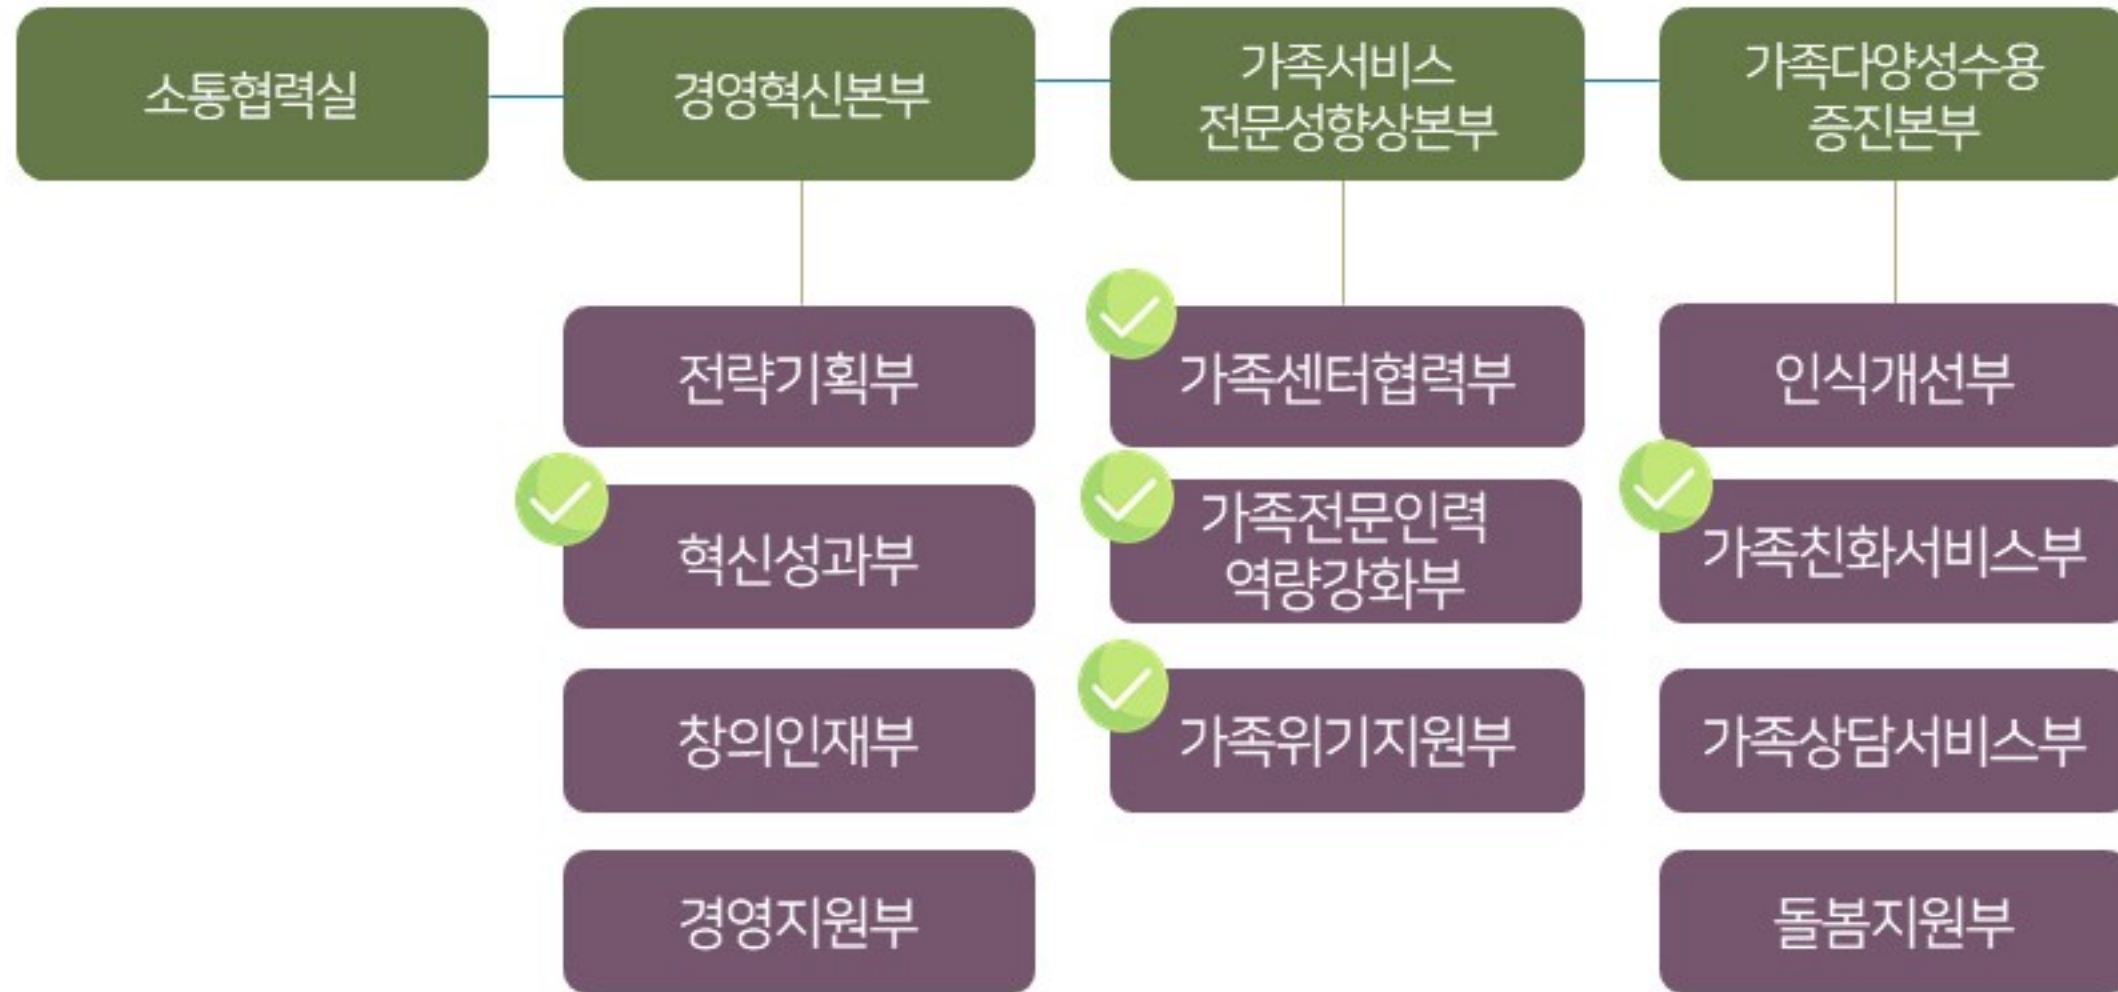 소통협력실
경영혁신본부
가족서비스
전문성향상본부
가족다양성수용
증진본부
전략기획부
가족센터협력부
인식개선부
혁신성과부
가족전문인력
역량강화부
가족친화서비스부
창의인재부
가족위기지원부
가족상담서비스부
경영지원부
돌봄지원부